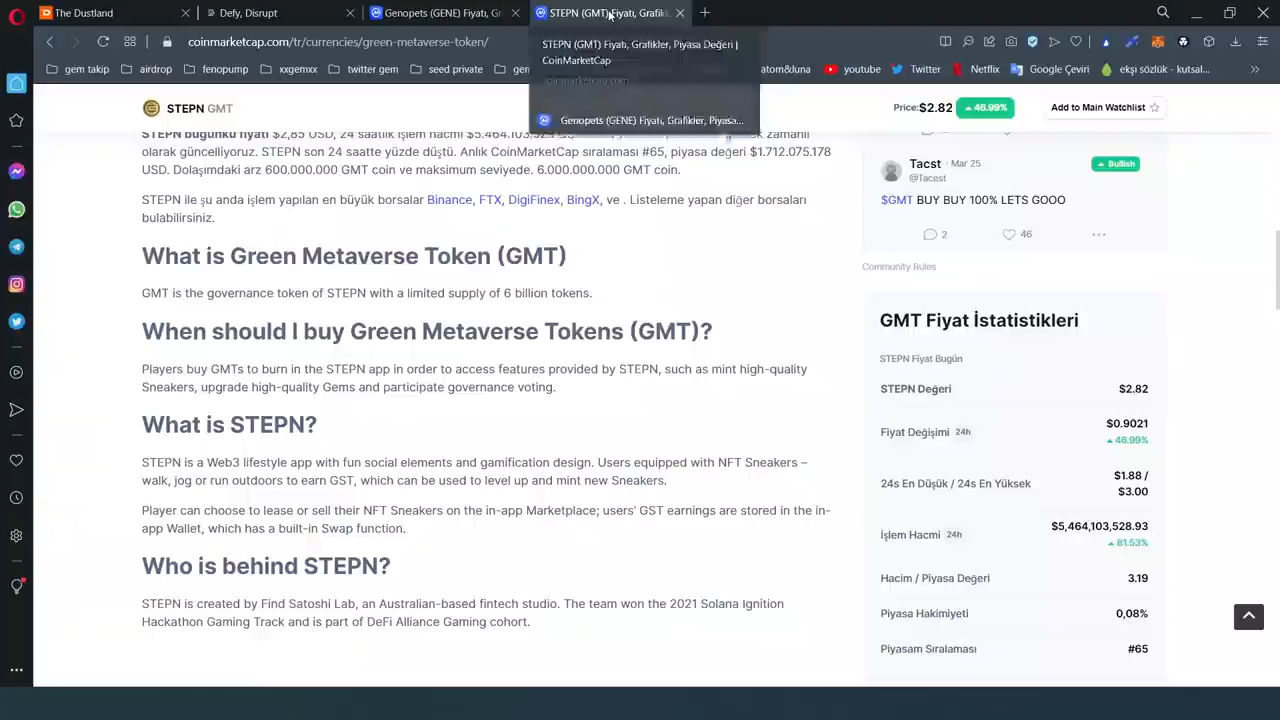 The Dustland
Defy, Disrupt
Genopets (GENE) Fiyatı, Gra
STEPN (GMT) Fiyatı, Grafikl
coinmarketcap.com/tr/currencies/green-metaverse-token/
STEPN (GMT) Fiyatı, Grafikler, Piyasa Değeri |
CoinMarketCap
coinmarketcap.com
Genopets (GENE) Fiyatı, Grafikler, Piyasa...
gem takip
airdrop
fenopump
xxgemxx
twitter gem
seed private
atom&luna
youtube
Twitter
Netflix
Google Çeviri
ekşi sözlük - kutsal...
STEPN GMT
Price:$2.82
46.99%
Add to Main Watchlist
STEPN bugünkü fiyatı $2,85 USD, 24 saatlik işlem hacmi $5.464.103.
olarak güncelliyoruz. STEPN son 24 saatte yüzde düştü. Anlık CoinMarketCap sıralaması #65, piyasa değeri $1.712.075.178
USD. Dolaşımdaki arz 600.000.000 GMT coin ve maksimum seviyede. 6.000.000.000 GMT coin.
STEPN ile şu anda işlem yapılan en büyük borsalar Binance, FTX, DigiFinex, BingX, ve . Listeleme yapan diğer borsaları
bulabilirsiniz.
What is Green Metaverse Token (GMT)
GMT is the governance token of STEPN with a limited supply of 6 billion tokens.
When should I buy Green Metaverse Tokens (GMT)?
Players buy GMTs to burn in the STEPN app in order to access features provided by STEPN, such as mint high-quality
Sneakers, upgrade high-quality Gems and participate governance voting.
What is STEPN?
STEPN is a Web3 lifestyle app with fun social elements and gamification design. Users equipped with NFT Sneakers –
walk, jog or run outdoors to earn GST, which can be used to level up and mint new Sneakers.
Player can choose to lease or sell their NFT Sneakers on the in-app Marketplace; users' GST earnings are stored in the in-
app Wallet, which has a built-in Swap function.
Who is behind STEPN?
STEPN is created by Find Satoshi Lab, an Australian-based fintech studio. The team won the 2021 Solana Ignition
Hackathon Gaming Track and is part of DeFi Alliance Gaming cohort.
Tacst · Mar 25
@Tacest
Bullish
$GMT BUY BUY 100% LETS GOOO
2
46
Community Rules
GMT Fiyat İstatistikleri
STEPN Fiyat Bugün
STEPN Değeri $2.82
Fiyat Değişimi 24h $0.9021
46.99%
24s En Düşük / 24s En Yüksek $1.88 /
$3.00
İşlem Hacmi 24h $5,464,103,528.93
81.53%
Hacim / Piyasa Değeri 3.19
Piyasa Hakimiyeti 0,08%
Piyasam Sıralaması #65